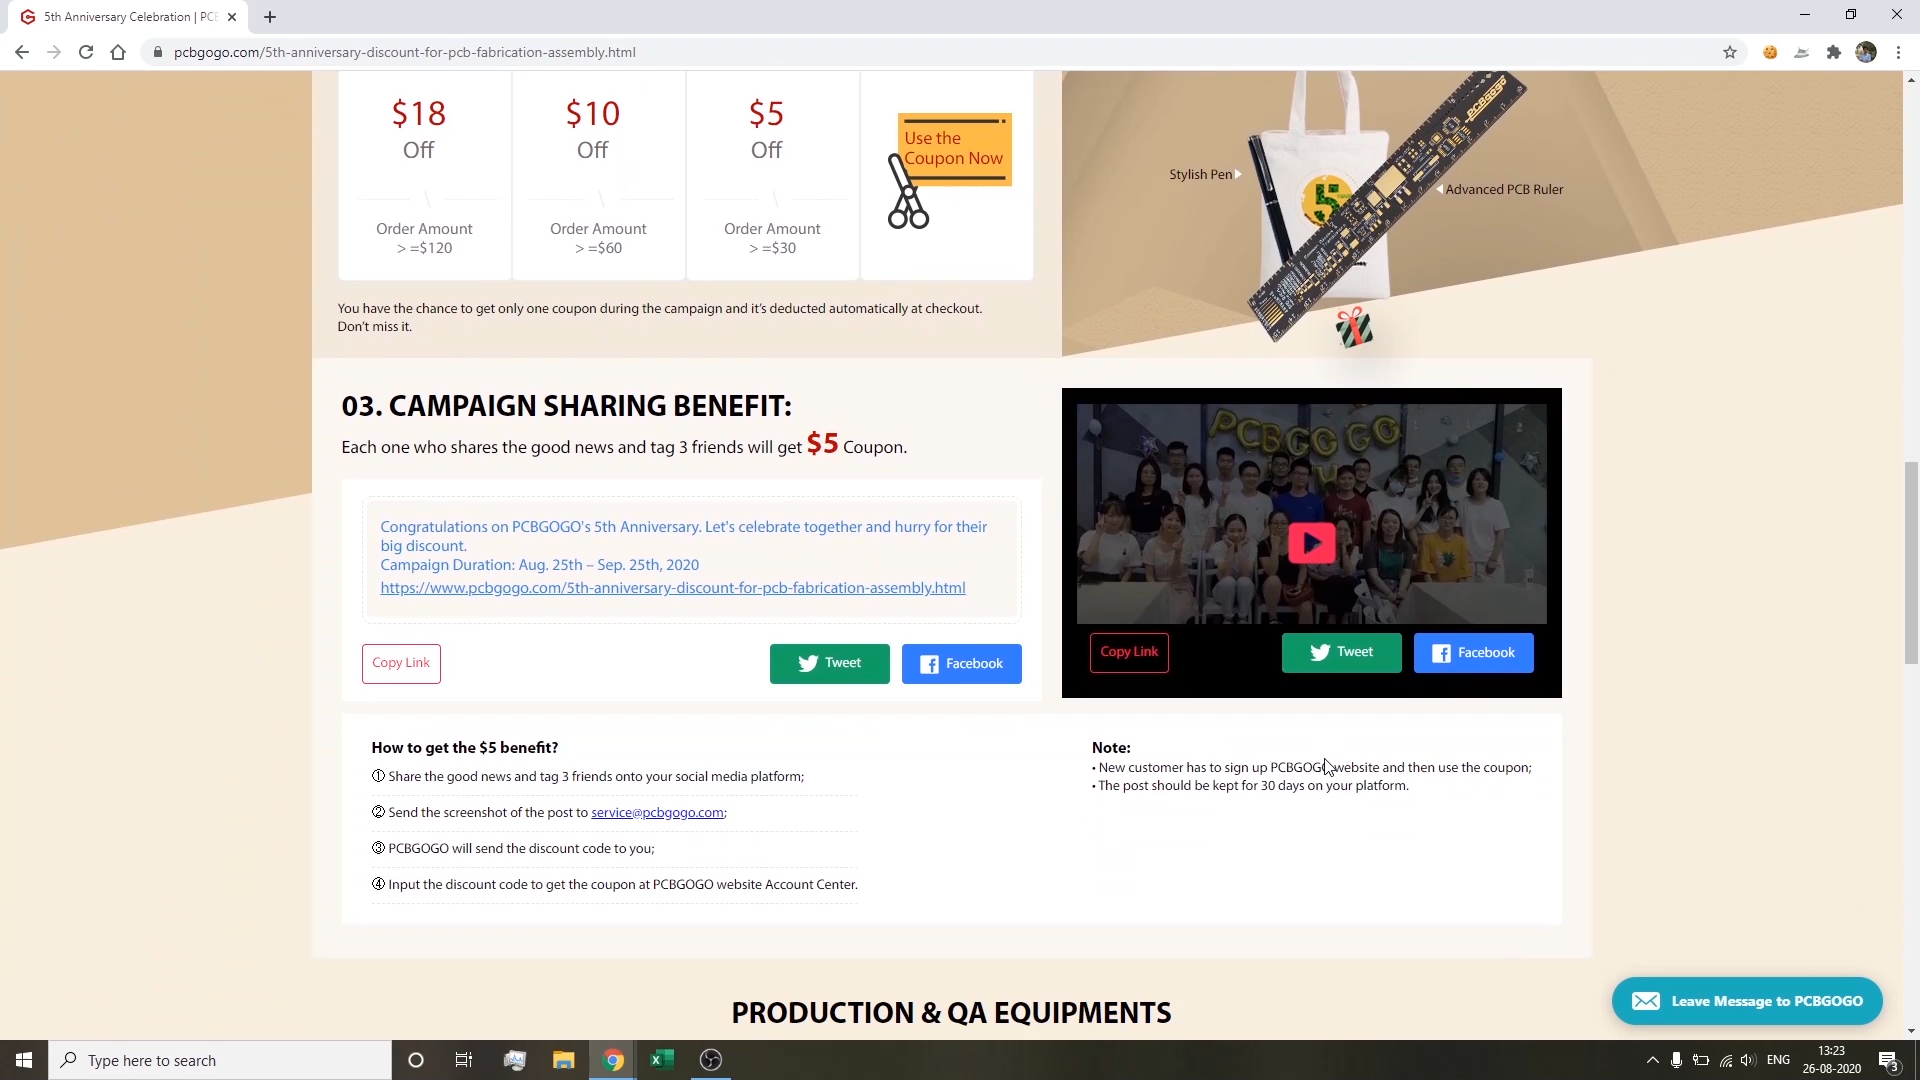 5th Anniversary Celebration | PCB
pcbgogo.com/5th-anniversary-discount-for-pcb-fabrication-assembly.html
$18
Off
Order Amount
> =$120
$10
Off
Order Amount
> =$60
$5
Off
Order Amount
> =$30
Use the
Coupon Now
You have the chance to get only one coupon during the campaign and it's deducted automatically at checkout.
Don't miss it.
Stylish Pen
Advanced PCB Ruler
PCBGOGO
5
03. CAMPAIGN SHARING BENEFIT:
Each one who shares the good news and tag 3 friends will get $5 Coupon.
Congratulations on PCBGOGO's 5th Anniversary. Let's celebrate together and hurry for their
big discount.
Campaign Duration: Aug. 25th – Sep. 25th, 2020
https://www.pcbgogo.com/5th-anniversary-discount-for-pcb-fabrication-assembly.html
Copy Link
Tweet
Facebook
PCBGOGO
Copy Link
Tweet
Facebook
How to get the $5 benefit?
① Share the good news and tag 3 friends onto your social media platform;
② Send the screenshot of the post to service@pcbgogo.com;
③ PCBGOGO will send the discount code to you;
④ Input the discount code to get the coupon at PCBGOGO website Account Center.
Note:
• New customer has to sign up PCBGOGO website and then use the coupon;
• The post should be kept for 30 days on your platform.
PRODUCTION & QA EQUIPMENTS
Leave Message to PCBGOGO
Type here to search
ENG
13:23
26-08-2020
3